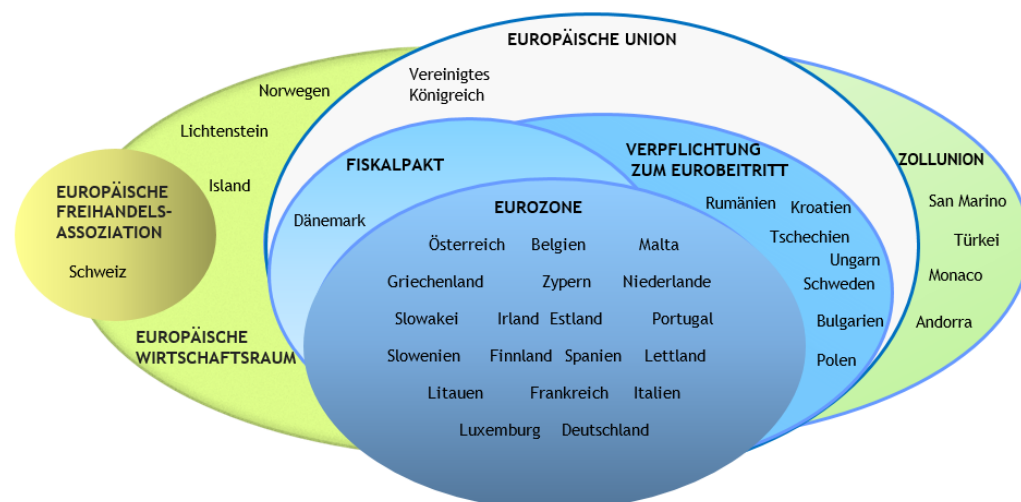 EUROPÄISCHE UNION
Vereinigtes
Königreich
Norwegen
Lichtenstein
Island
EUROPÄISCHE
FREIHANDELS-
ASSOZIATION
Schweiz
EUROPÄISCHE
WIRTSCHAFTSRAUM
FISKALPAKT
Dänemark
VERPFLICHTUNG
ZUM EUROBEITRITT
Rumänien Kroatien
Tschechien
Ungarn
Schweden
Bulgarien
Polen
ZOLLUNION
San Marino
Türkei
Monaco
Andorra
EUROZONE
Österreich Belgien Malta
Griechenland Zypern Niederlande
Slowakei Irland Estland Portugal
Slowenien Finnland Spanien Lettland
Litauen Frankreich Italien
Luxemburg Deutschland